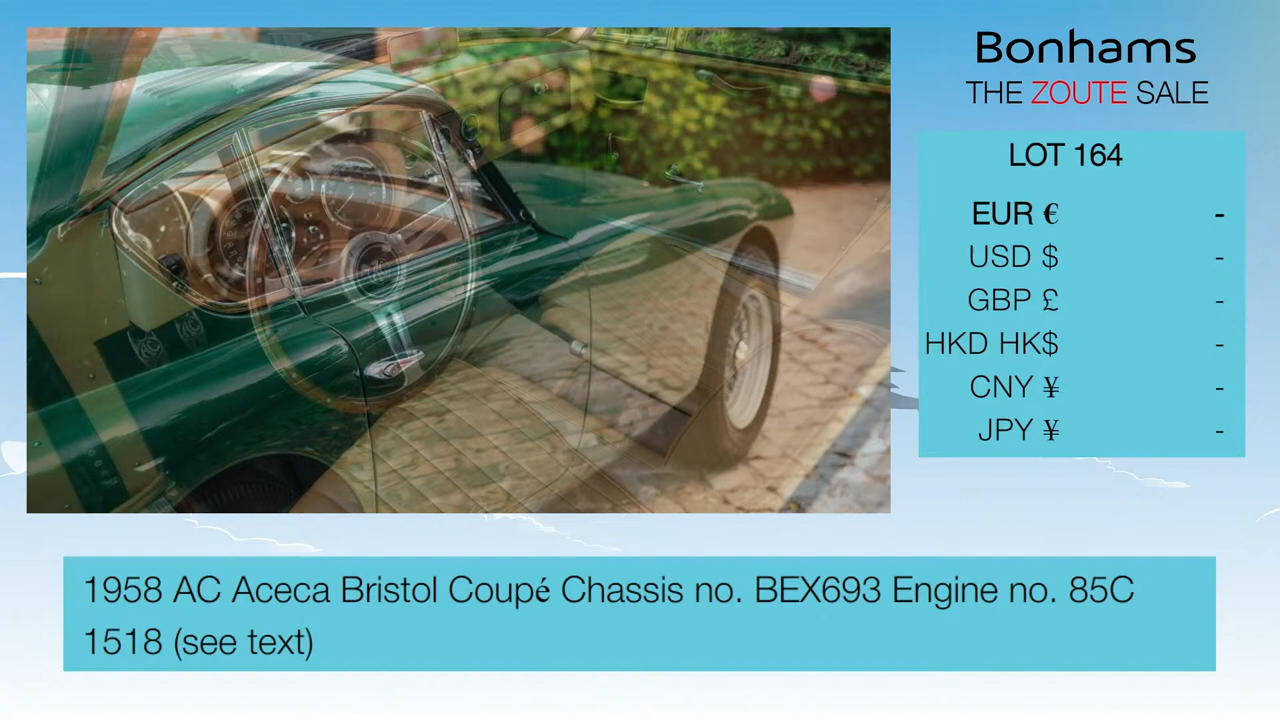 Bonhams
THE ZOUTE SALE
LOT 164
EUR € -
USD $ -
GBP £ -
HKD HK$ -
CNY ¥ -
JPY ¥ -
1958 AC Aceca Bristol Coupé Chassis no. BEX693 Engine no. 85C
1518 (see text)